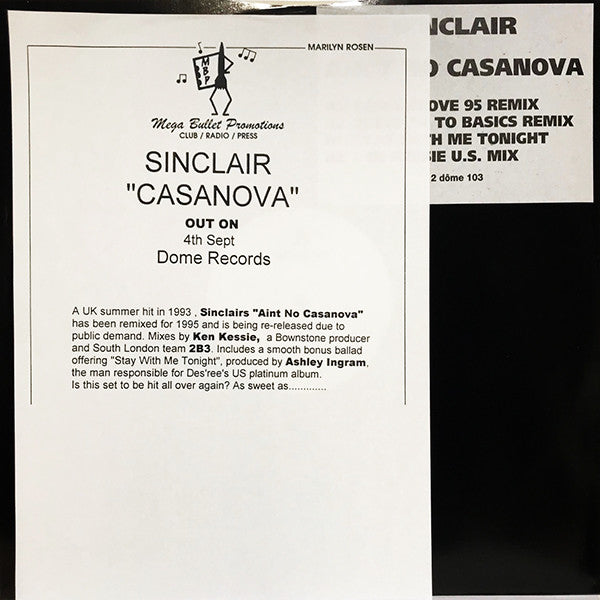 MARILYN ROSEN
MBP
Mega Bullet Promotions
CLUB / RADIO / PRESS
SINCLAIR
"CASANOVA"
OUT ON
4th Sept
Dome Records
A UK summer hit in 1993 , Sinclairs "Aint No Casanova"
has been remixed for 1995 and is being re-released due to
public demand. Mixes by Ken Kessie, a Bownstone producer
and South London team 2B3. Includes a smooth bonus ballad
offering "Stay With Me Tonight", produced by Ashley Ingram,
the man responsible for Des'ree's US platinum album.
Is this set to be hit all over again? As sweet as.............
NCLAIR
O CASANOVA
OVE 95 REMIX
TO BASICS REMIX
TH ME TONIGHT
SIE U.S. MIX
2 dôme 103